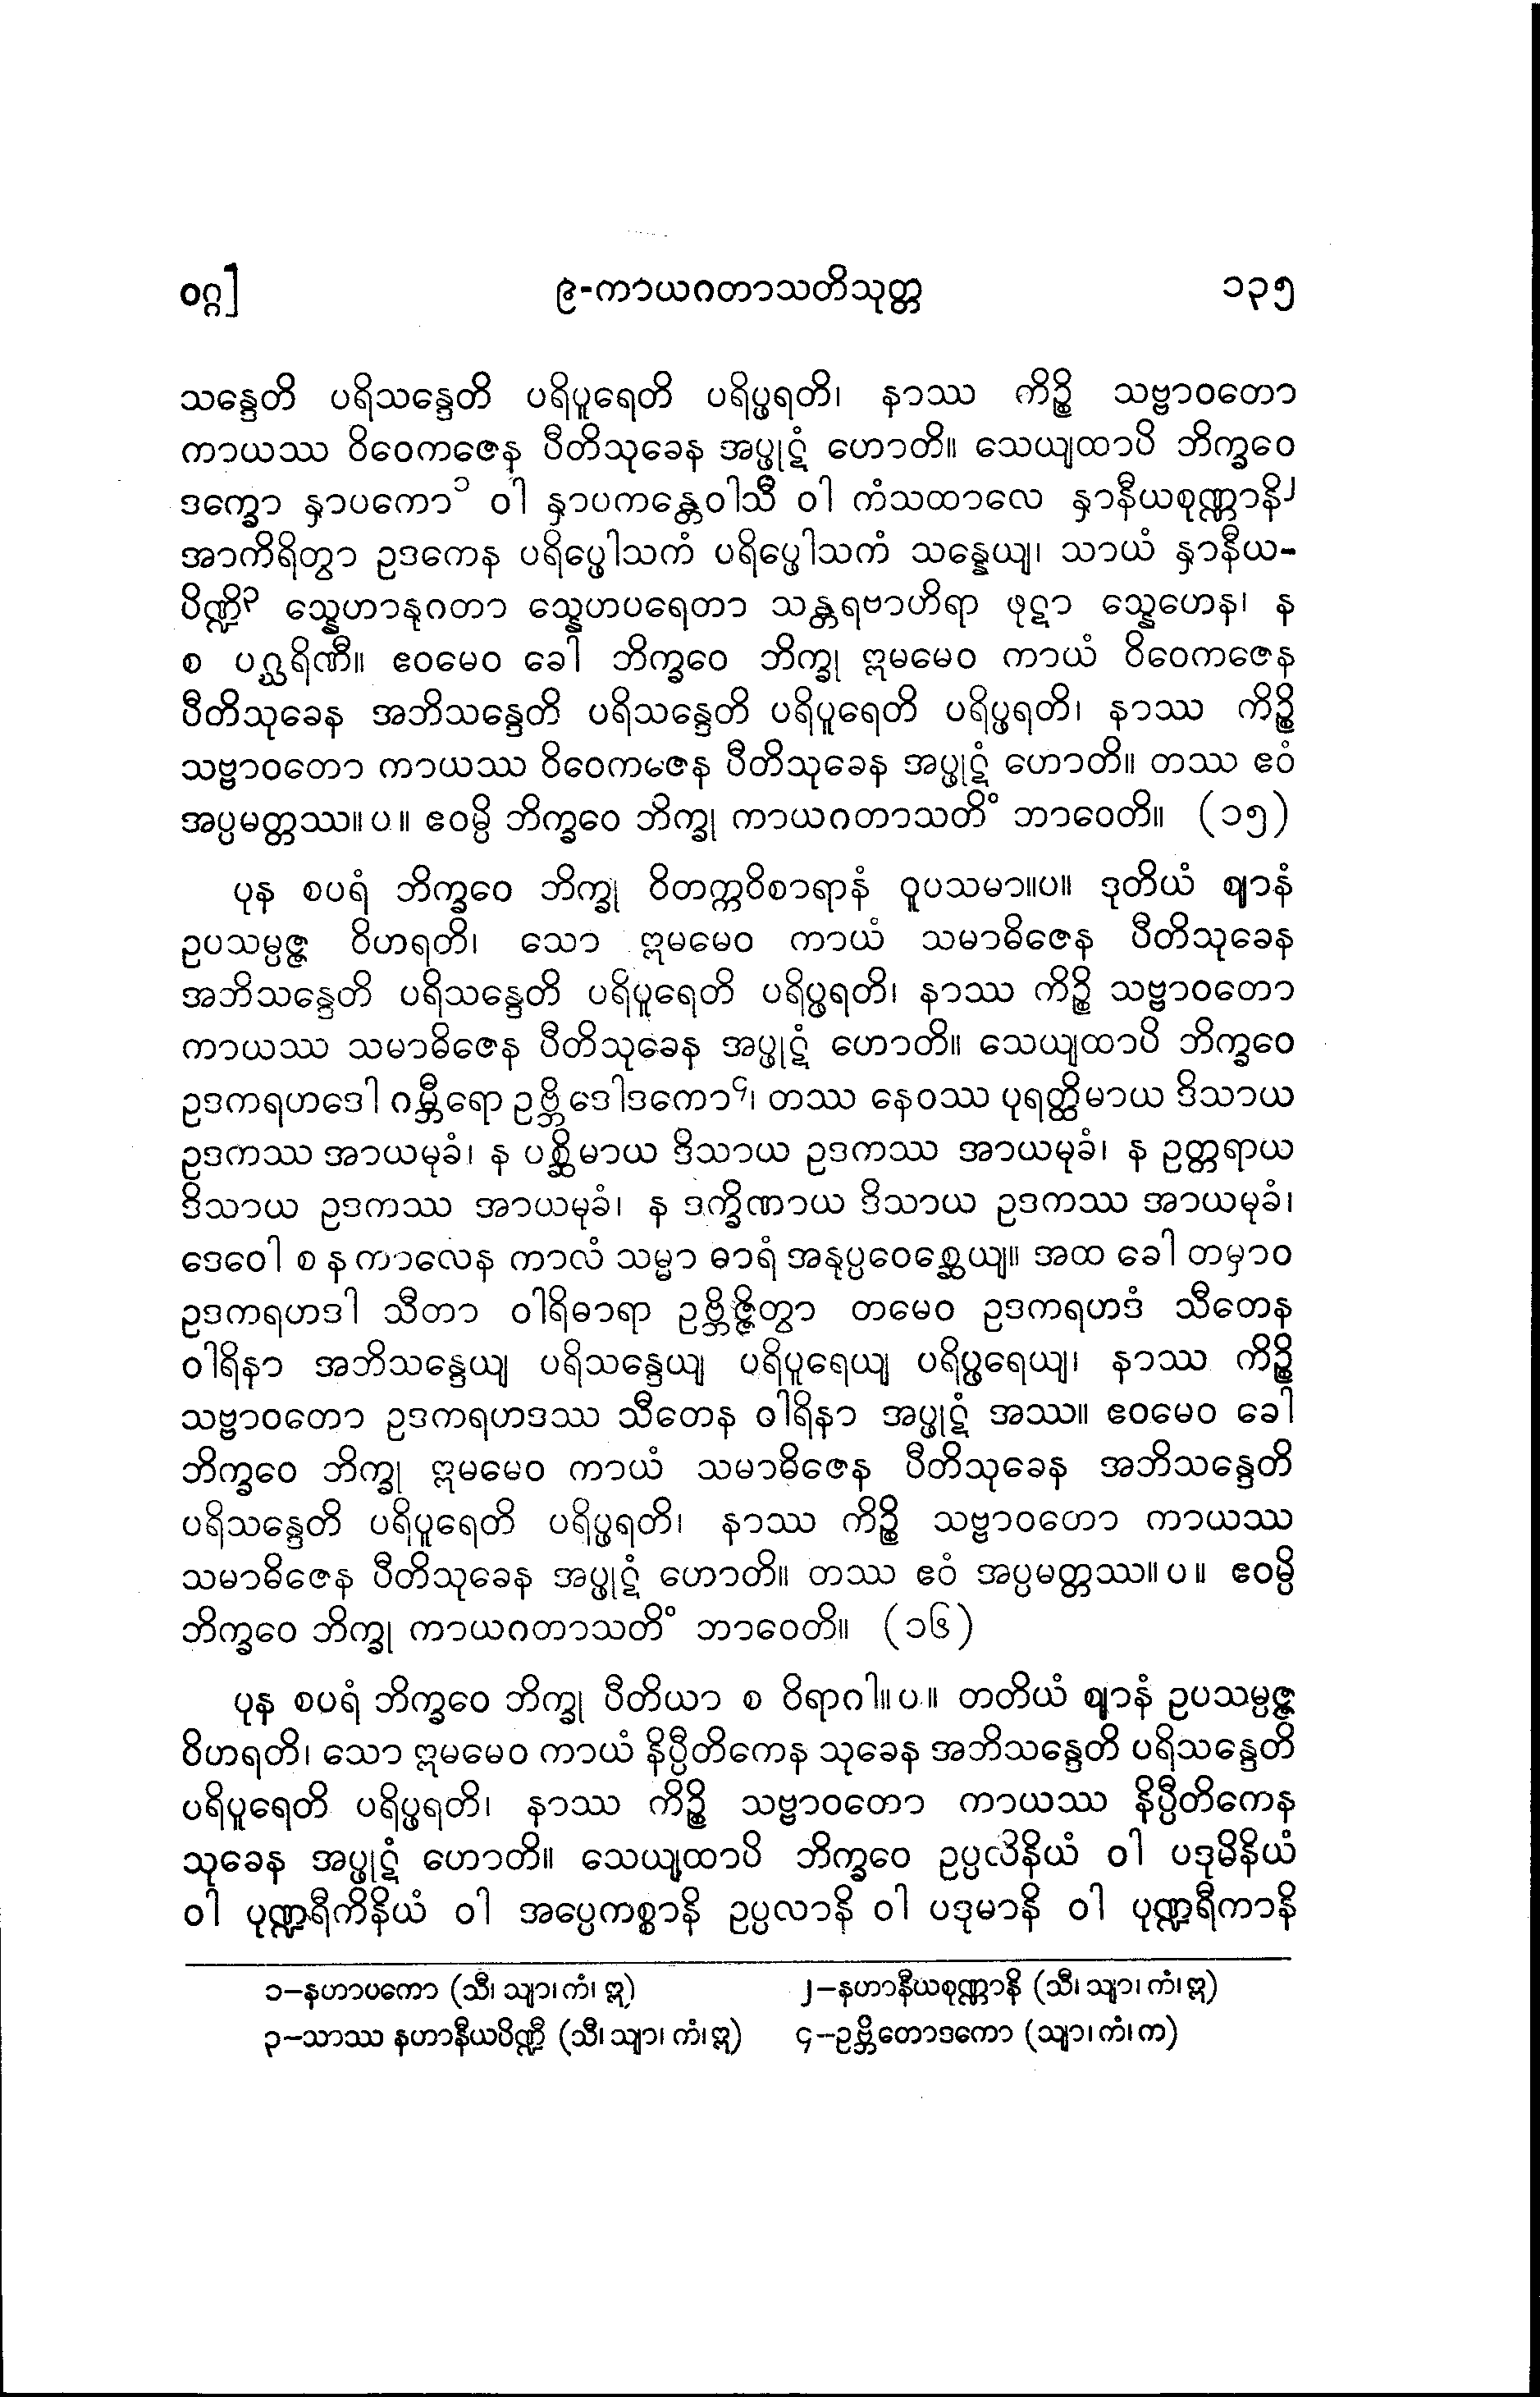 ဝဂ္ဂ]
၉-ကာယဂတာသတိသုတ္တ
၁၃၅
သန္ဒေတိ ပရိသန္ဒေတိ ပရိပူရေတိ ပရိပ္ဖရတိ၊ နာဿ ကိဉ္စိ သဗ္ဗာဝတော
ကာယဿ ဝိဝေကဇေန ပီတိသုခေန အပ္ဖုဋံ ဟောတိ။ သေယျထာပိ ဘိက္ခဝေ
ဒက္ခော နှာပကော၁ ဝါ နှာပကန္တေဝါသီ ဝါ ကံသထာလေ နှာနီယစုဏ္ဏာနိ၂
အာကိရိတွာ ဥဒကေန ပရိပ္ဖေါသကံ ပရိပ္ဖေါသကံ သန္နေယျ၊ သာယံ နှာနီယ-
ပိဏ္ဍိ၃ သ္နေဟာနုဂတာ သ္နေဟပရေတာ သန္တရဗာဟိရာ ဖုဋာ သ္နေဟေန၊ န
စ ပဂ္ဃရိဏီ။ ဧဝမေဝ ခေါ ဘိက္ခဝေ ဘိက္ခု ဣမမေဝ ကာယံ ဝိဝေကဇေန
ပီတိသုခေန အဘိသန္ဒေတိ ပရိသန္ဒေတိ ပရိပူရေတိ ပရိပ္ဖရတိ၊ နာဿ ကိဉ္စိ
သဗ္ဗာဝတော ကာယဿ ဝိဝေကဇေန ပီတိသုခေန အပ္ဖုဋံ ဟောတိ။ တဿ ဧဝံ
အပ္ပမတ္တဿ။ပ။ ဧဝမ္ပိ ဘိက္ခဝေ ဘိက္ခု ကာယဂတာသတိံ ဘာဝေတိ။ (၁၅)
ပုန စပရံ ဘိက္ခဝေ ဘိက္ခု ဝိတက္ကဝိစာရာနံ ဝူပသမာ။ပ။ ဒုတိယံ ဈာနံ
ဥပသမ္ပဇ္ဇ ဝိဟရတိ၊ သော ဣမမေဝ ကာယံ သမာဓိဇေန ပီတိသုခေန
အဘိသန္ဒေတိ ပရိသန္ဒေတိ ပရိပူရေတိ ပရိပ္ဖရတိ၊ နာဿ ကိဉ္စိ သဗ္ဗာဝတော
ကာယဿ သမာဓိဇေန ပီတိသုခေန အပ္ဖုဋံ ဟောတိ။ သေယျထာပိ ဘိက္ခဝေ
ဥဒကရဟဒေါ ဂမ္ဘီရော ဥဗ္ဘိဒေါဒကော၄၊ တဿ နေဝဿ ပုရတ္ထိမာယ ဒိသာယ
ဥဒကဿ အာယမုခံ၊ န ပစ္ဆိမာယ ဒိသာယ ဥဒကဿ အာယမုခံ၊ န ဥတ္တရာယ
ဒိသာယ ဥဒကဿ အာယမုခံ၊ န ဒက္ခိဏာယ ဒိသာယ ဥဒကဿ အာယမုခံ၊
ဒေဝေါ စ န ကာလေန ကာလံ သမ္မာ ဓာရံ အနုပ္ပဝေစ္ဆေယျ။ အထ ခေါ တမှာဝ
ဥဒကရဟဒါ သီတာ ဝါရိဓာရာ ဥဗ္ဘိဇ္ဇိတွာ တမေဝ ဥဒကရဟဒံ သီတေန
ဝါရိနာ အဘိသန္ဒေယျ ပရိသန္ဒေယျ ပရိပူရေယျ ပရိပ္ဖရေယျ၊ နာဿ ကိဉ္စိ
သဗ္ဗာဝတော ဥဒကရဟဒဿ သီတေန ဝါရိနာ အပ္ဖုဋံ အဿ။ ဧဝမေဝ ခေါ
ဘိက္ခဝေ ဘိက္ခု ဣမမေဝ ကာယံ သမာဓိဇေန ပီတိသုခေန အဘိသန္ဒေတိ
ပရိသန္ဒေတိ ပရိပူရေတိ ပရိပ္ဖရတိ၊ နာဿ ကိဉ္စိ သဗ္ဗာဝဟော ကာယဿ
သမာဓိဇေန ပီတိသုခေန အပ္ဖုဋံ ဟောတိ။ တဿ ဧဝံ အပ္ပမတ္တဿ။ပ။ ဧဝမ္ပိ
ဘိက္ခဝေ ဘိက္ခု ကာယဂတာသတိံ ဘာဝေတိ။ (၁၆)
ပုန စပရံ ဘိက္ခဝေ ဘိက္ခု ပီတိယာ စ ဝိရာဂါ။ပ။ တတိယံ ဈာနံ ဥပသမ္ပဇ္ဇ
ဝိဟရတိ၊ သော ဣမမေဝ ကာယံ နိပ္ပီတိကေန သုခေန အဘိသန္ဒေတိ ပရိသန္ဒေတိ
ပရိပူရေတိ ပရိပ္ဖရတိ၊ နာဿ ကိဉ္စိ သဗ္ဗာဝတော ကာယဿ နိပ္ပီတိကေန
သုခေန အပ္ဖုဋံ ဟောတိ။ သေယျထာပိ ဘိက္ခဝေ ဥပ္ပလိနိယံ ဝါ ပဒုမိနိယံ
ဝါ ပုဏ္ဍရီကိနိယံ ဝါ အပ္ပေကစ္စာနိ ဥပ္ပလာနိ ဝါ ပဒုမာနိ ဝါ ပုဏ္ဍရီကာနိ
၁–နဟာပကော (သီ၊ သျာ၊ ကံ၊ ဣ)
၂–နဟာနီယစုဏ္ဏာနိ (သီ၊ သျာ၊ ကံ၊ ဣ)
၃–သာဿ နဟာနီယပိဏ္ဍီ (သီ၊ သျာ၊ ကံ၊ ဣ)
၄–ဥဗ္ဘိတောဒကော (သျာ၊ ကံ၊ က)